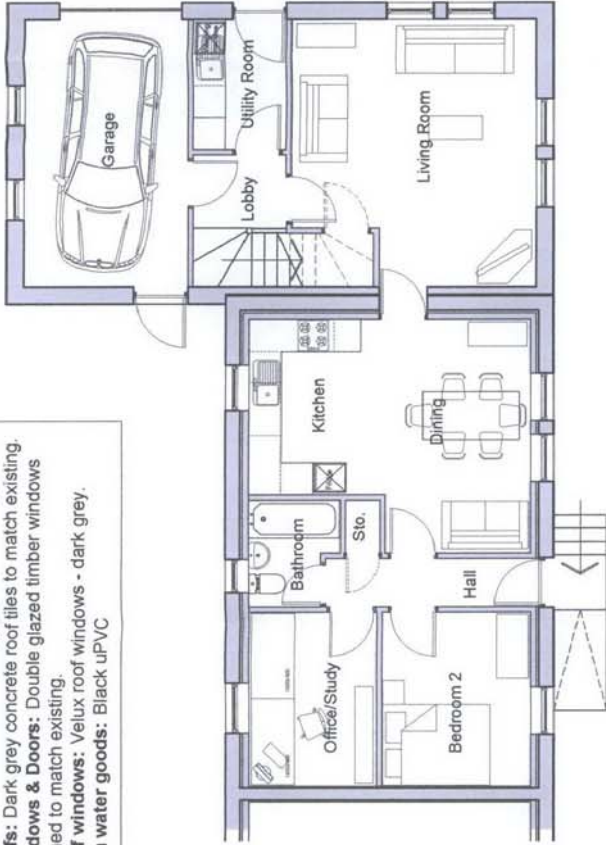 fs: Dark grey concrete roof tiles to match existing.
dows & Doors: Double glazed timber windows
ed to match existing.
f windows: Velux roof windows - dark grey.
water goods: Black uPVC
Garage
Utility Room
Lobby
Living Room
Kitchen
Dining
Bathroom
Sto.
Hall
Office/Study
Bedroom 2